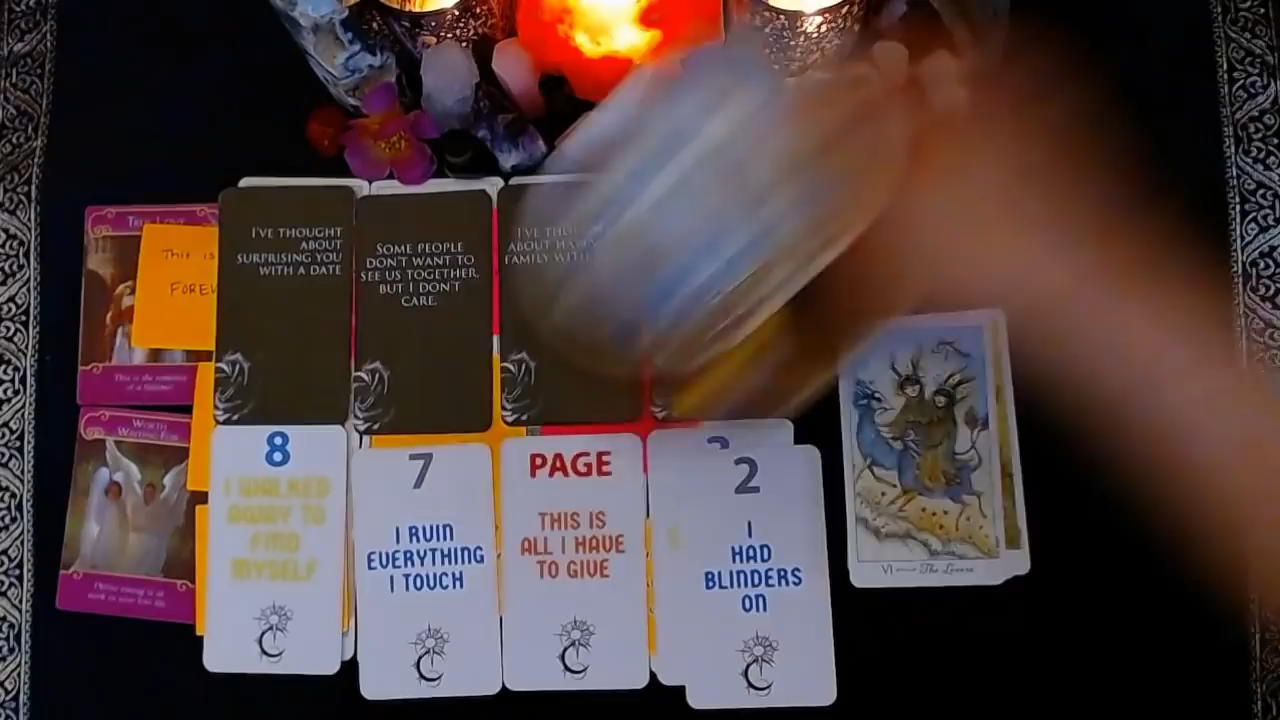 TRUE LOVE
THIS IS
FOREV
This is the romance
of a lifetime!
WORTH
WAITING FOR
I'VE THOUGHT
ABOUT
SURPRISING YOU
WITH A DATE
SOME PEOPLE
DON'T WANT TO
SEE US TOGETHER,
BUT I DON'T
CARE.
I'VE
ABOUT
FAMILY
8
I WALKED
AWAY TO
FIND
MYSELF
7
I RUIN
EVERYTHING
I TOUCH
PAGE
THIS IS
ALL I HAVE
TO GIVE
2
I
HAD
BLINDERS
ON
VI The Lovers